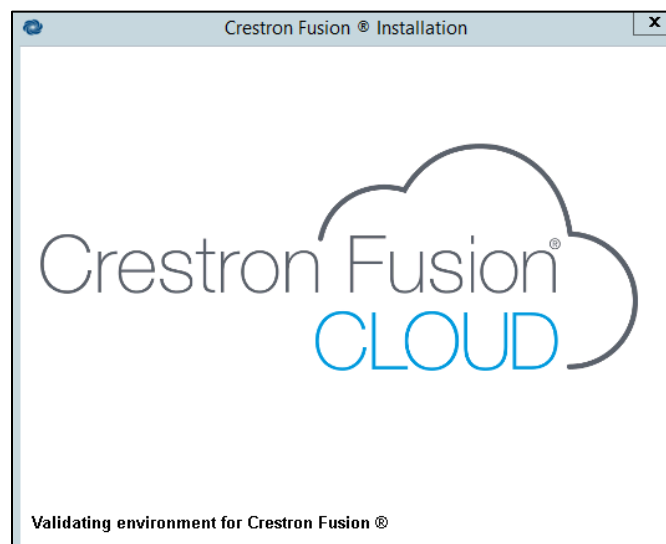 Crestron Fusion ® Installation
X
Crestron Fusion®
CLOUD
Validating environment for Crestron Fusion ®